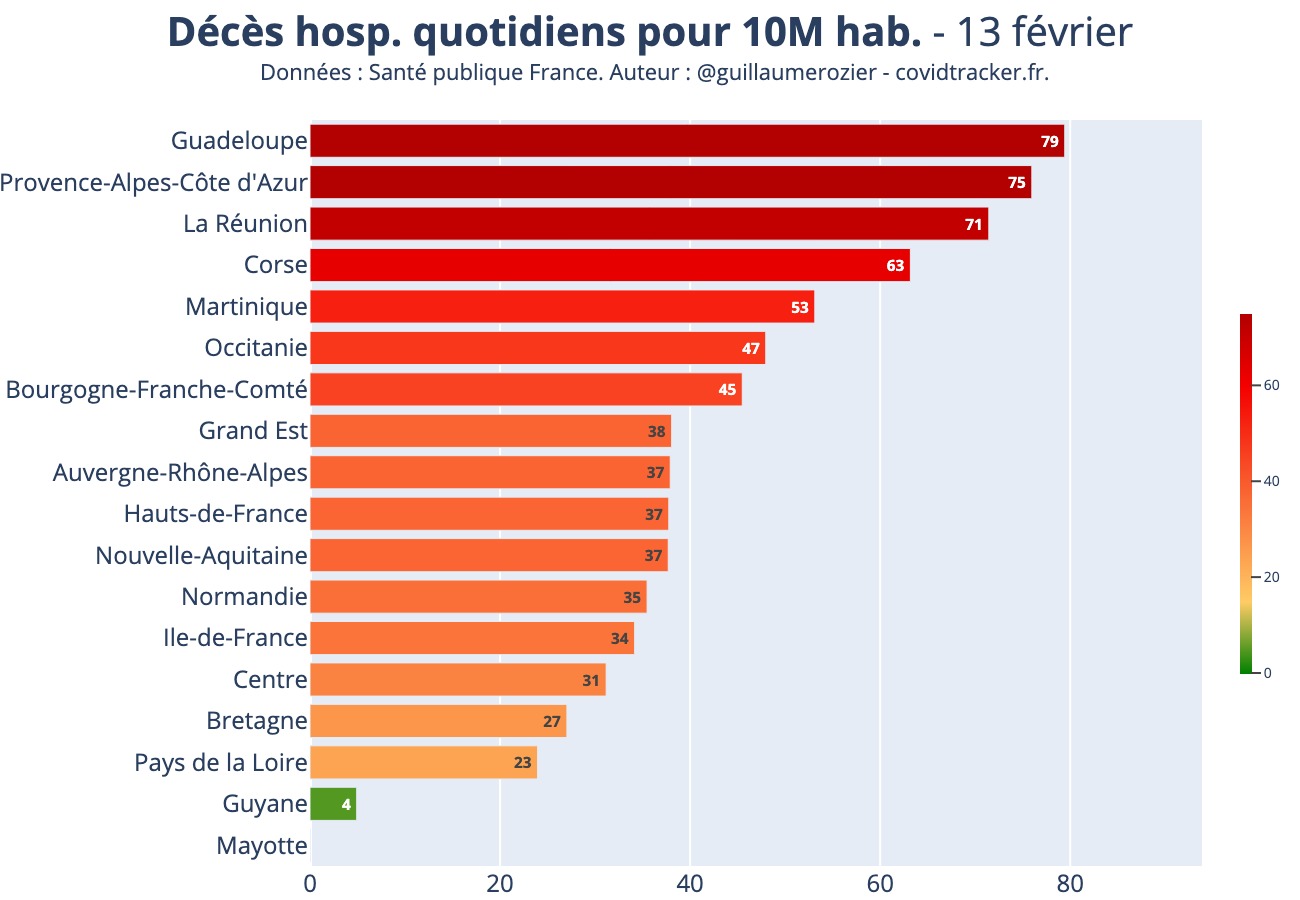 Décès hosp. quotidiens pour 10M hab. - 13 février
Données : Santé publique France. Auteur : @guillaumerozier - covidtracker.fr.
Guadeloupe 79
Provence-Alpes-Côte d'Azur 75
La Réunion 71
Corse 63
Martinique 53
Occitanie 47
Bourgogne-Franche-Comté 45
Grand Est 38
Auvergne-Rhône-Alpes 37
Hauts-de-France 37
Nouvelle-Aquitaine 37
Normandie 35
Ile-de-France 34
Centre 31
Bretagne 27
Pays de la Loire 23
Guyane 4
Mayotte
0 20 40 60 80
60
40
20
0